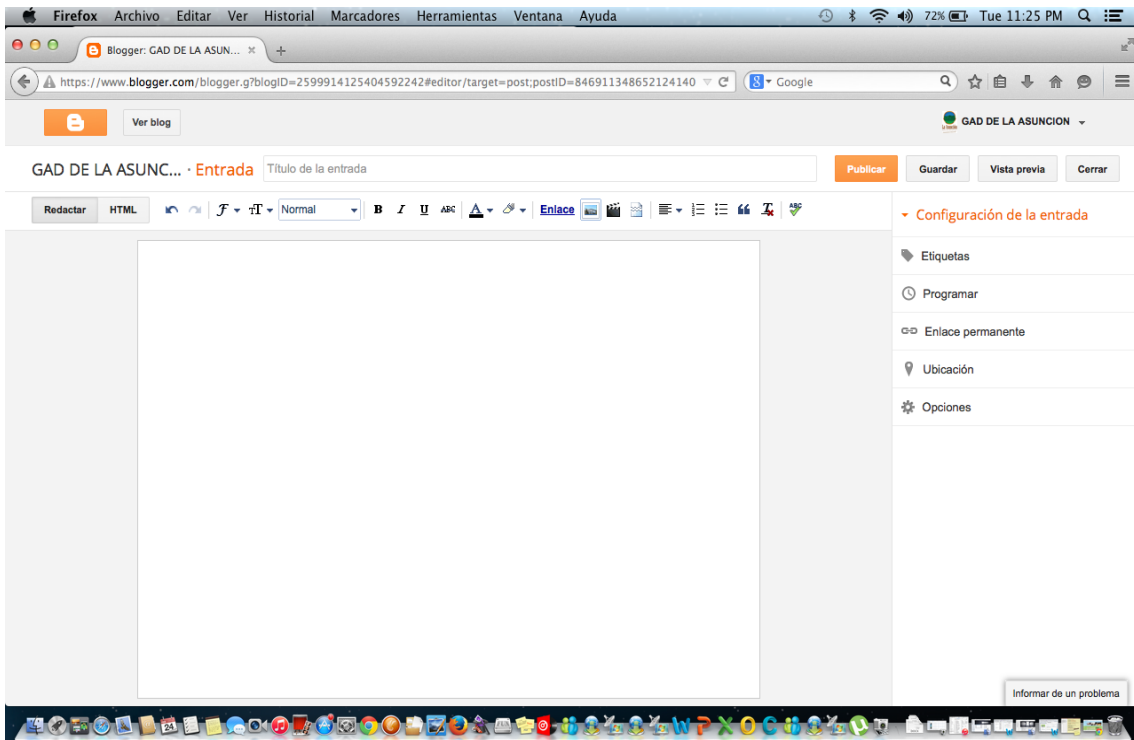 Firefox Archivo Editar Ver Historial Marcadores Herramientas Ventana Ayuda 72% Tue 11:25 PM
Blogger: GAD DE LA ASUN...
https://www.blogger.com/blogger.g?blogID=2599914125404592242#editor/target=post;postID=846911348652124140 Google
Ver blog GAD DE LA ASUNCION
GAD DE LA ASUNC... · Entrada Título de la entrada Publicar Guardar Vista previa Cerrar
Redactar HTML Normal B I U ABC A Enlace ABC
Configuración de la entrada
Etiquetas
Programar
Enlace permanente
Ubicación
Opciones
Informar de un problema